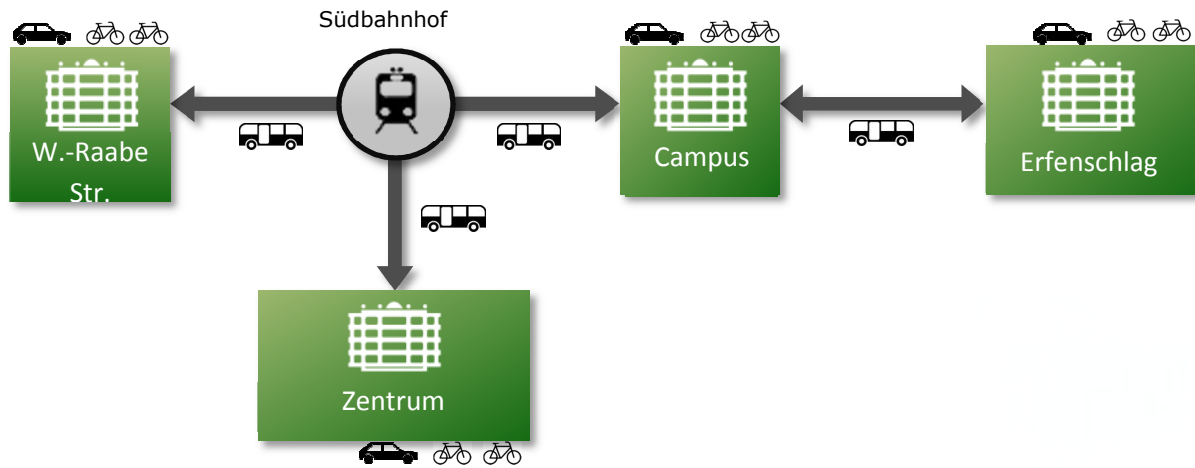 Südbahnhof
W.-Raabe
Str.
Campus
Erfenschlag
Zentrum